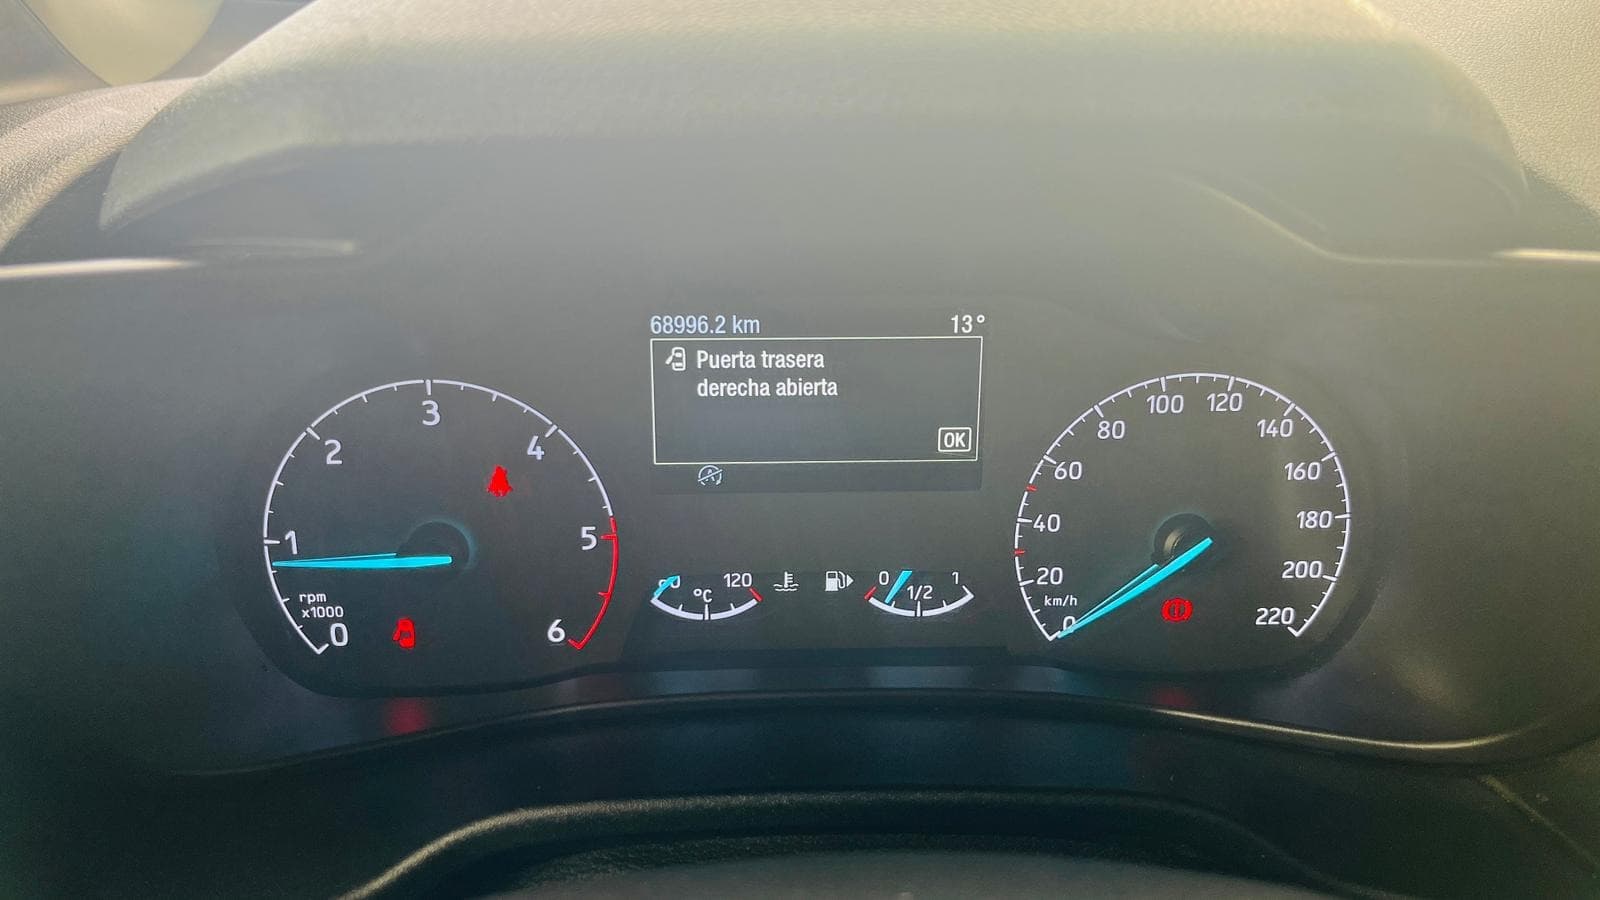 68996.2 km 13°
Puerta trasera
derecha abierta
OK
0 1 2 3 4 5 6
rpm
x1000
120
°C
0 1/2 1
0 20 40 60 80 100 120 140 160 180 200 220
km/h